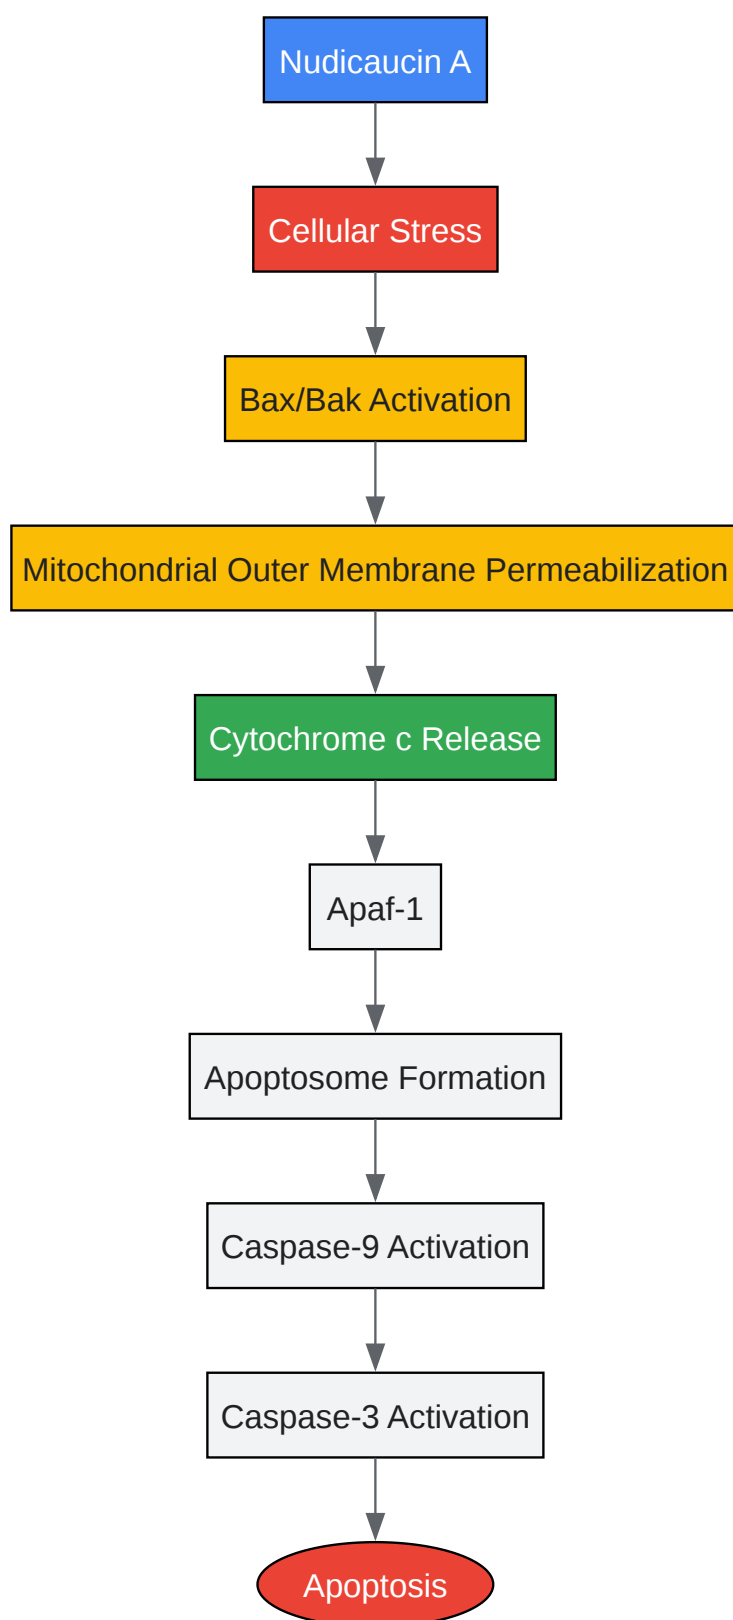 Nudicaucin A
Cellular Stress
Bax/Bak Activation
Mitochondrial Outer Membrane Permeabilization
Cytochrome c Release
Apaf-1
Apoptosome Formation
Caspase-9 Activation
Caspase-3 Activation
Apoptosis